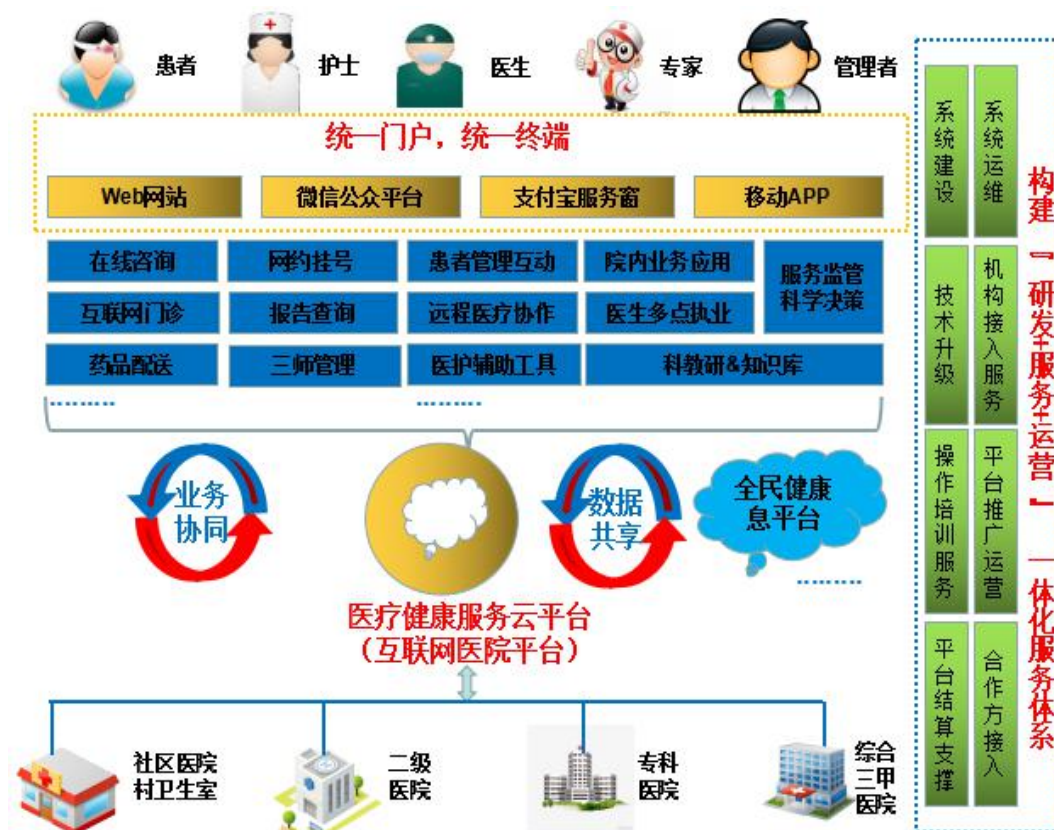 患者
护士
医生
专家
管理者
统一门户，统一终端
Web网站
微信公众平台
支付宝服务窗
移动APP
在线咨询
网约挂号
患者管理互动
院内业务应用
服务监管
科学决策
互联网门诊
报告查询
远程医疗协作
医生多点执业
药品配送
三师管理
医护辅助工具
科教研&知识库
业务
协同
数据
共享
全民健康
息平台
医疗健康服务云平台
（互联网医院平台）
社区医院
村卫生室
二级
医院
专科
医院
综合
三甲
医院
系统建设
系统运维
技术升级
机构接入服务
操作培训服务
平台推广运营
平台结算支撑
合作方接入
构建『研发+服务+运营』一体化服务体系